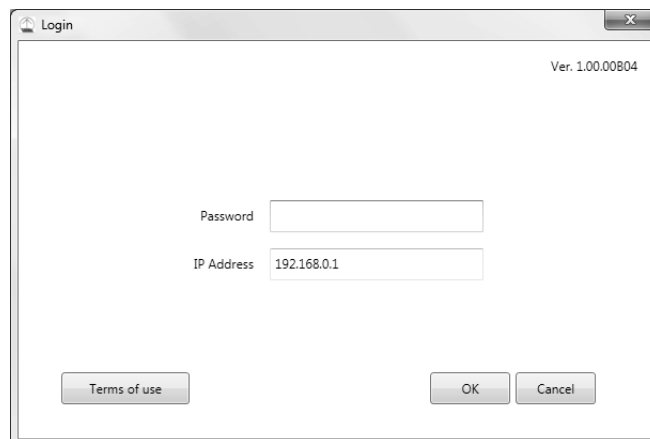 Login
Ver. 1.00.00B04
Password
IP Address 192.168.0.1
Terms of use OK Cancel